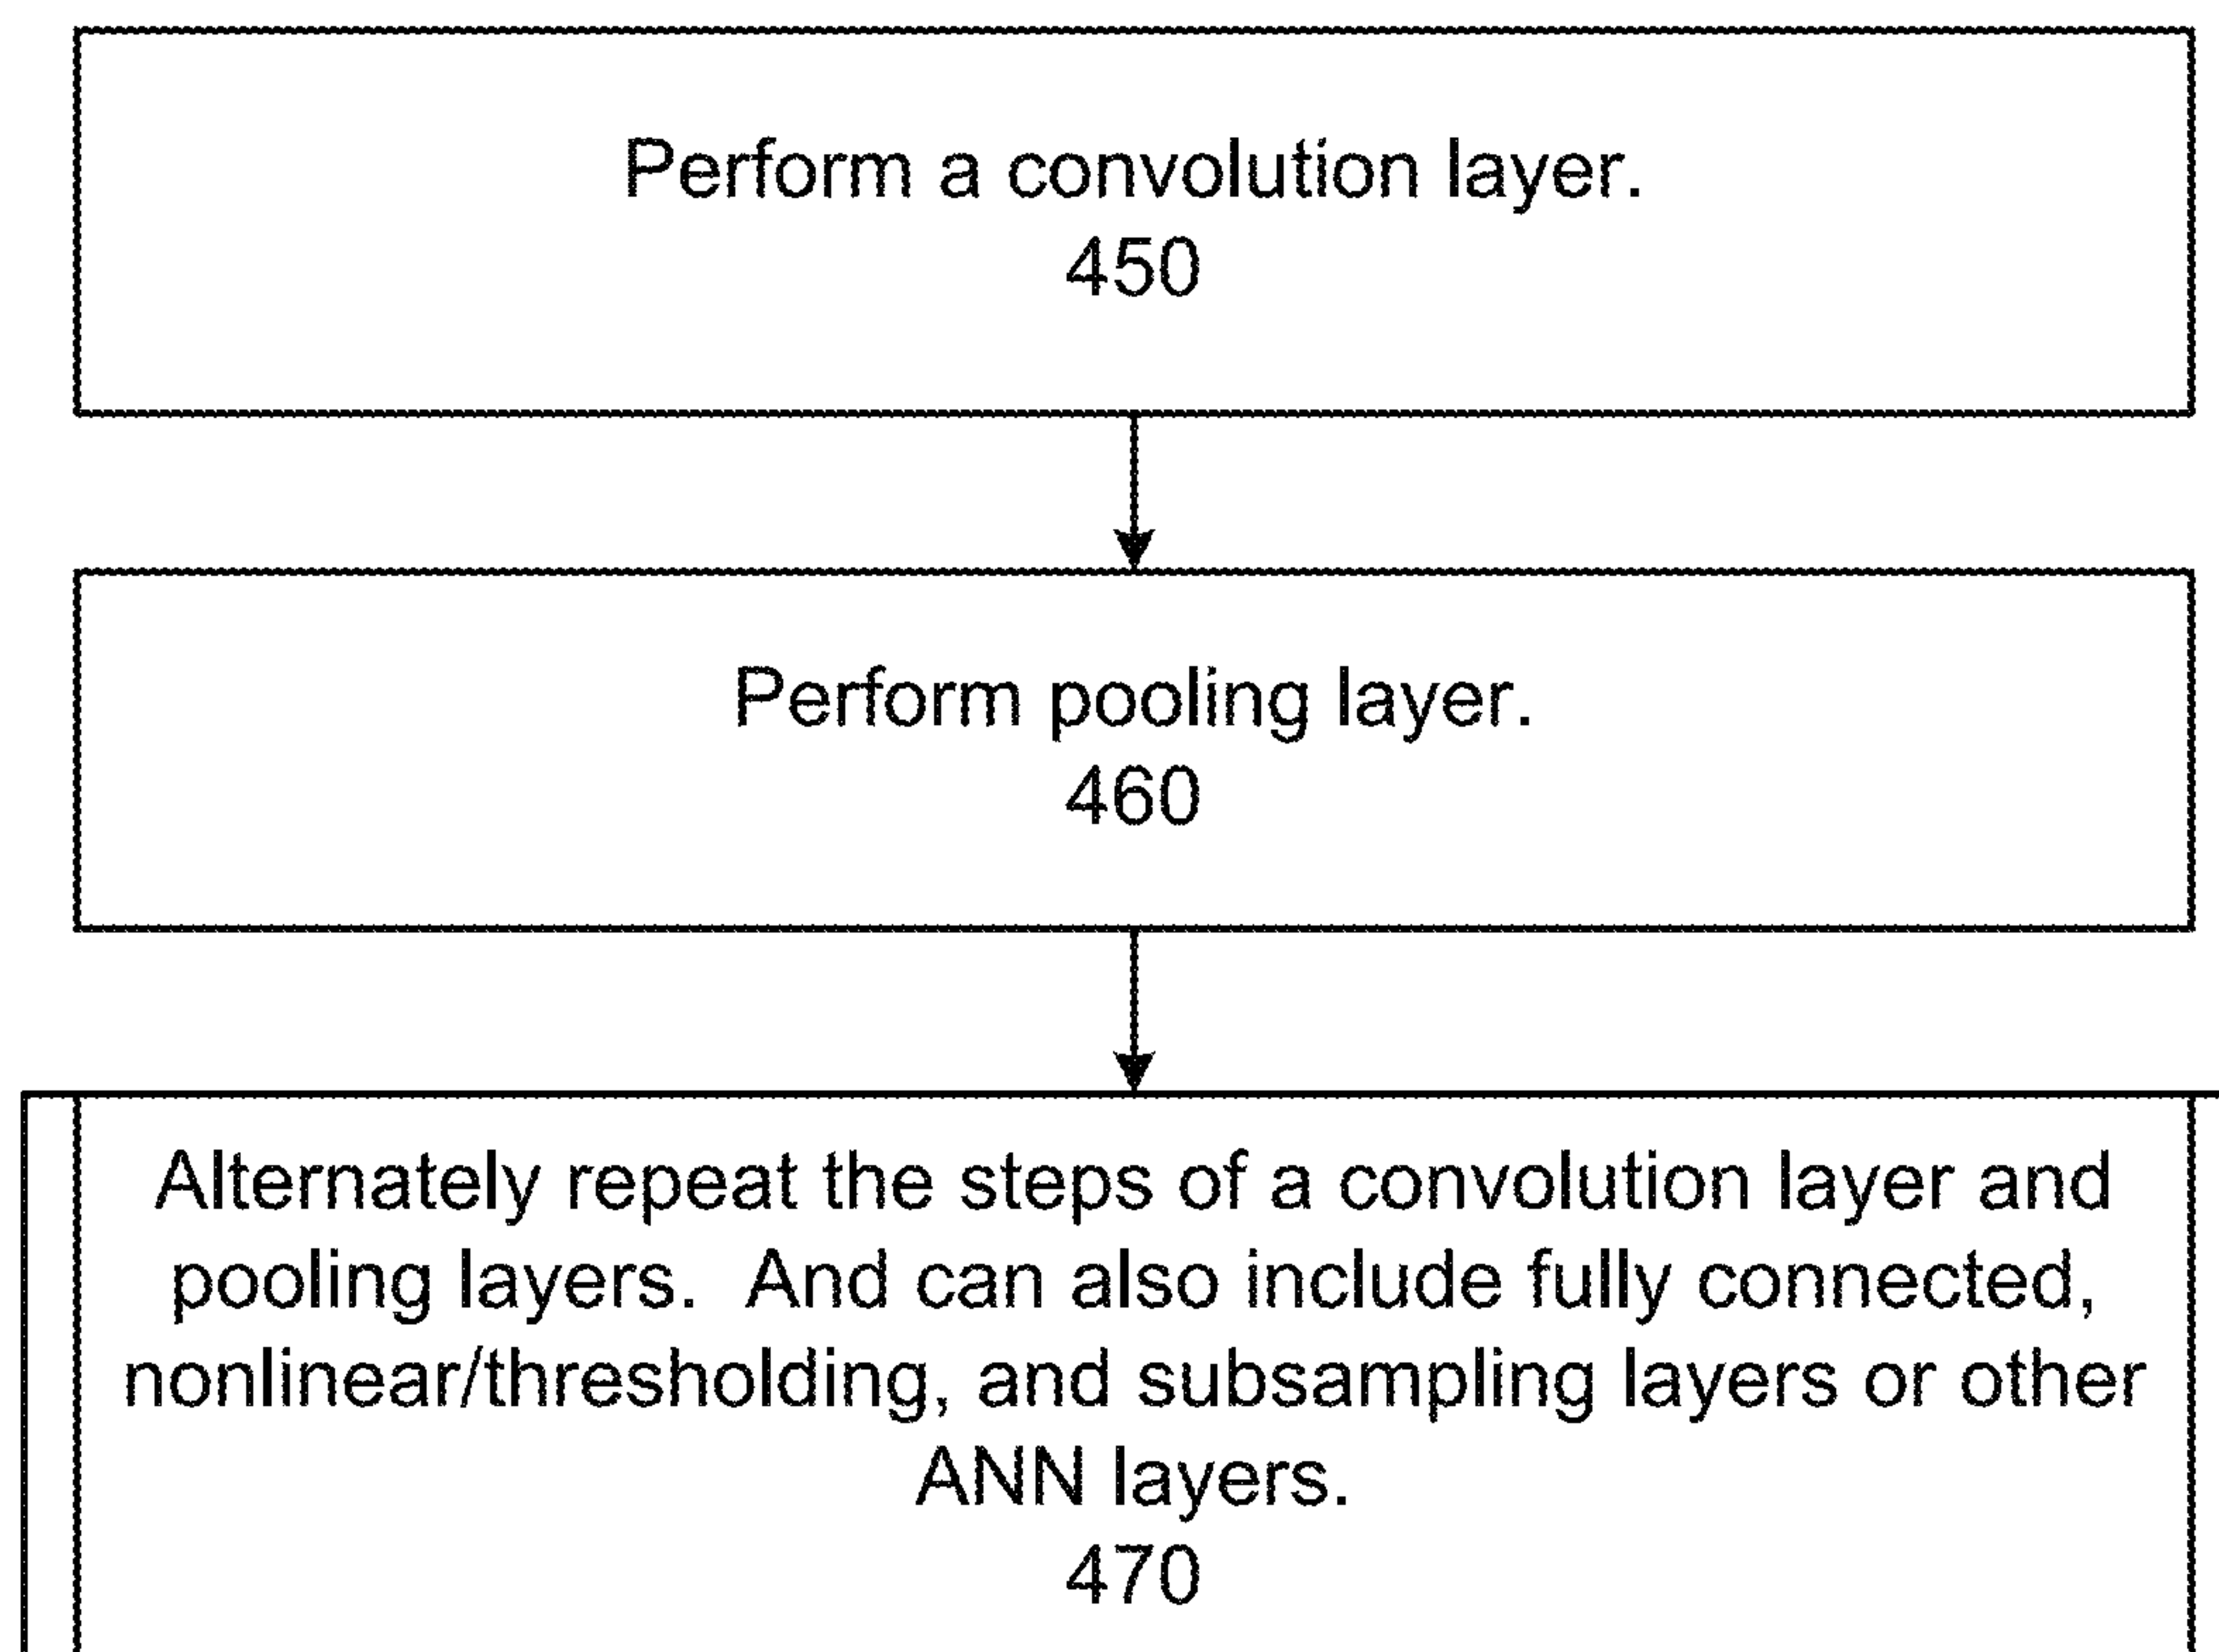 Perform a convolution layer.
450
Perform pooling layer.
460
Alternately repeat the steps of a convolution layer and
pooling layers.  And can also include fully connected,
nonlinear/thresholding, and subsampling layers or other
ANN layers.
470